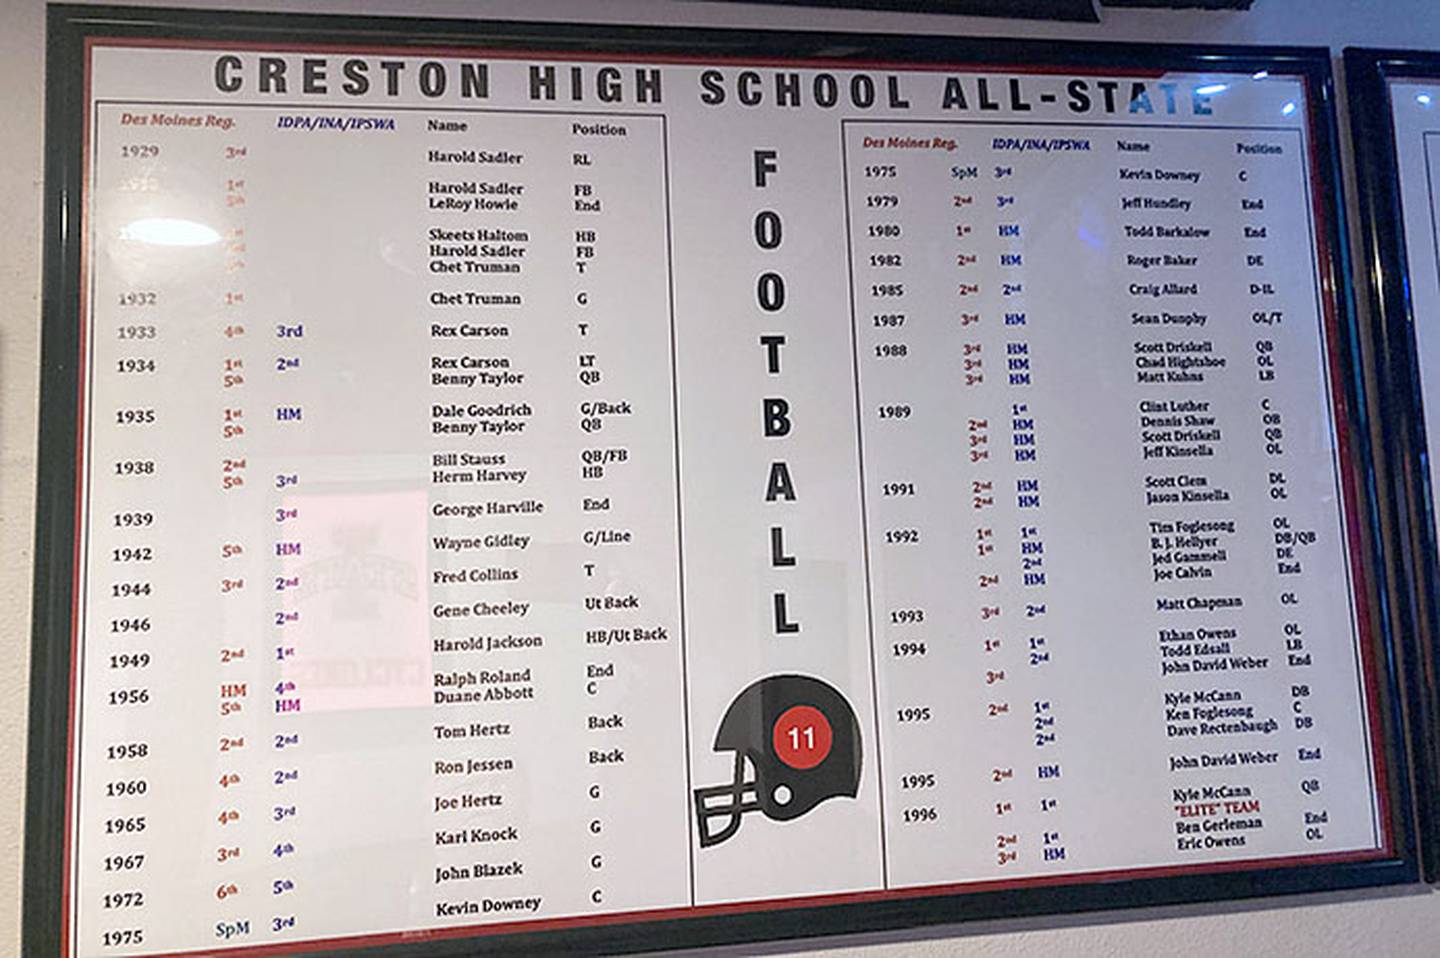 CRESTON HIGH SCHOOL ALL-STATE
Des Moines Reg. IDPA/INA/IPSWA Name Position
1929 3rd Harold Sadler RL
1st Harold Sadler FB
5th LeRoy Howie End
Skeets Haltom HB
Harold Sadler FB
Chet Truman T
1932 1st Chet Truman G
1933 4th 3rd Rex Carson T
1934 1st 2nd Rex Carson LT
5th Benny Taylor QB
1935 1st HM Dale Goodrich G/Back
5th Benny Taylor QB
1938 2nd Bill Stauss QB/FB
5th 3rd Herm Harvey HB
1939 3rd George Harville End
1942 5th HM Wayne Gidley G/Line
1944 3rd 2nd Fred Collins T
1946 2nd Gene Cheeley Ut Back
1949 2nd 1st Harold Jackson HB/Ut Back
1956 HM 4th Ralph Roland End
5th HM Duane Abbott C
1958 2nd 2nd Tom Hertz Back
1960 4th 2nd Ron Jessen Back
1965 4th 3rd Joe Hertz G
1967 3rd 4th Karl Knock G
1972 6th 5th John Blazek G
1975 SpM 3rd Kevin Downey C
FOOTBALL
11
Des Moines Reg. IDPA/INA/IPSWA Name Position
1975 SpM 3rd Kevin Downey C
1979 2nd 3rd Jeff Hundley End
1980 1st HM Todd Barkalow End
1982 2nd HM Roger Baker DE
1985 2nd 2nd Craig Allard D-IL
1987 3rd HM Sean Dunphy OL/T
1988 3rd HM Scott Driskell QB
3rd HM Chad Hightshoe OL
3rd HM Matt Kuhns LB
1989 1st Clint Luther C
2nd HM Dennis Shaw OB
3rd HM Scott Driskell QB
3rd HM Jeff Kinsella OL
1991 2nd HM Scott Clem DL
2nd HM Jason Kinsella OL
1992 1st 1st Tim Foglesong OL
1st HM B. J. Hellyer DB/QB
2nd Jed Gammell DE
2nd HM Joe Calvin End
1993 3rd 2nd Matt Chapman OL
1994 1st 1st Ethan Owens OL
2nd Todd Edsall LB
3rd John David Weber End
1995 2nd 1st Kyle McCann DB
2nd Ken Foglesong C
2nd Dave Rectenbaugh DB
1995 2nd HM John David Weber End
1996 1st 1st Kyle McCann QB
"ELITE" TEAM
2nd 1st Ben Gerleman End
3rd HM Eric Owens OL